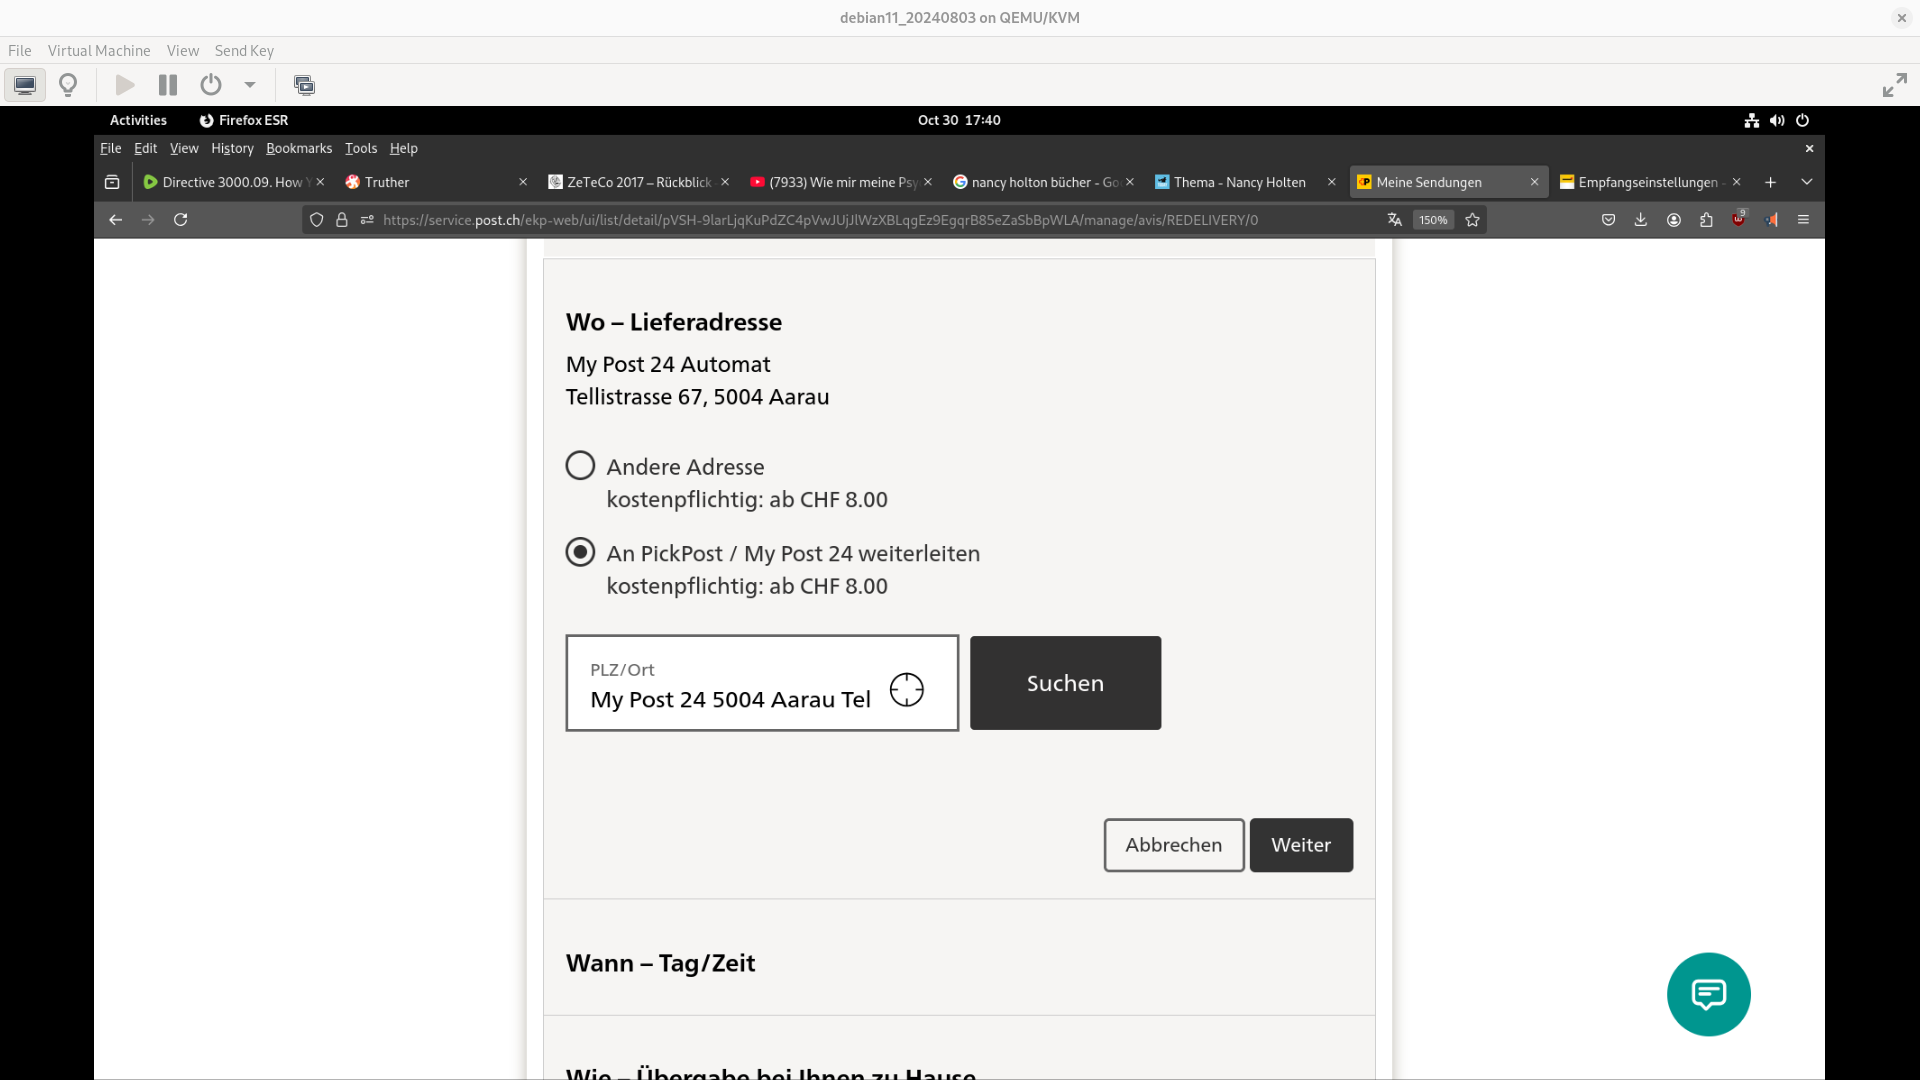 debian11_20240803 on QEMU/KVM
File Virtual Machine View Send Key
Activities Firefox ESR Oct 30 17:40
File Edit View History Bookmarks Tools Help
Directive 3000.09. How Truther ZeTeCo 2017 – Rückblick (7933) Wie mir meine Psy nancy holton bücher - Go Thema - Nancy Holten Meine Sendungen Empfangseinstellungen -
https://service.post.ch/ekp-web/ui/list/detail/pVSH-9larLjqKuPdZC4pVwJUjJlWzXBLqgEz9EgqrB85eZaSbBpWLA/manage/avis/REDELIVERY/0 150% 9
Wo – Lieferadresse
My Post 24 Automat
Tellistrasse 67, 5004 Aarau
Andere Adresse
kostenpflichtig: ab CHF 8.00
An PickPost / My Post 24 weiterleiten
kostenpflichtig: ab CHF 8.00
PLZ/Ort
My Post 24 5004 Aarau Tel
Suchen
Abbrechen Weiter
Wann – Tag/Zeit
Wie – Übergabe bei Ihnen zu Hause